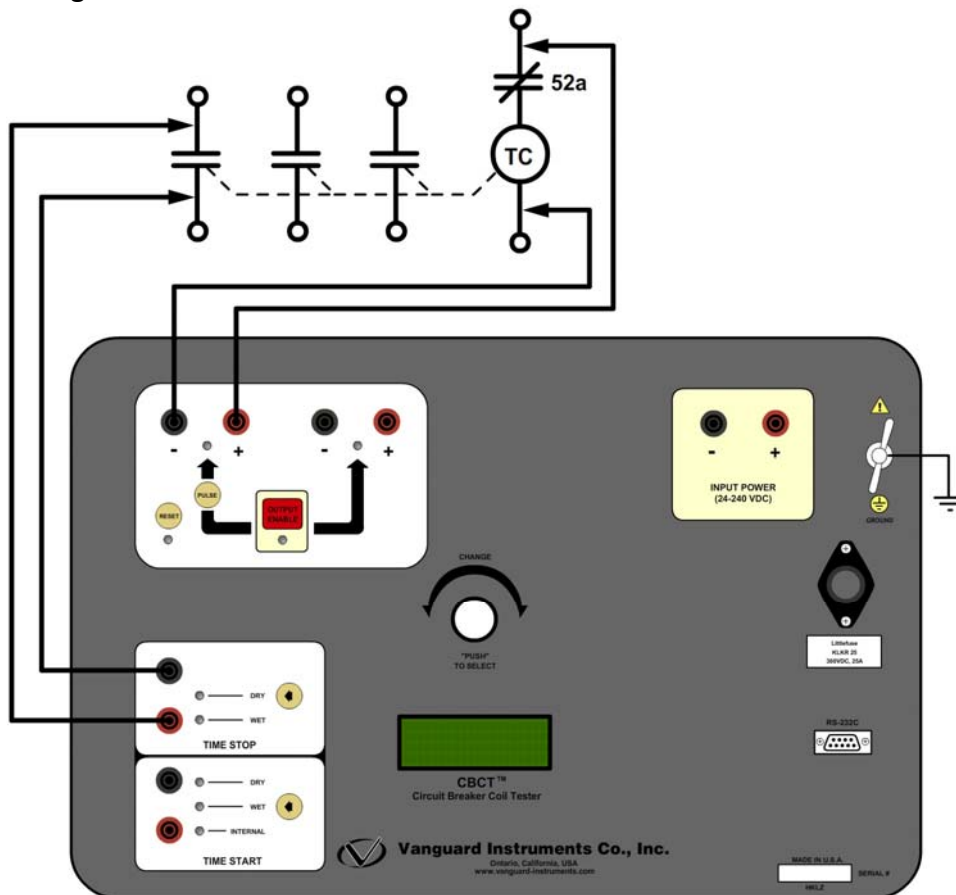 52a
TC
-
+
-
+
PULSE
RESET
OUTPUT
ENABLE
-
+
INPUT POWER
(24-240 VDC)
GROUND
CHANGE
"PUSH"
TO SELECT
Littlefuse
KLKR 25
300VDC, 25A
RS-232C
DRY
WET
TIME STOP
DRY
WET
INTERNAL
TIME START
CBCT™
Circuit Breaker Coil Tester
Vanguard Instruments Co., Inc.
Ontario, California, USA
www.vanguard-instruments.com
MADE IN U.S.A.
SERIAL #
HKLZ